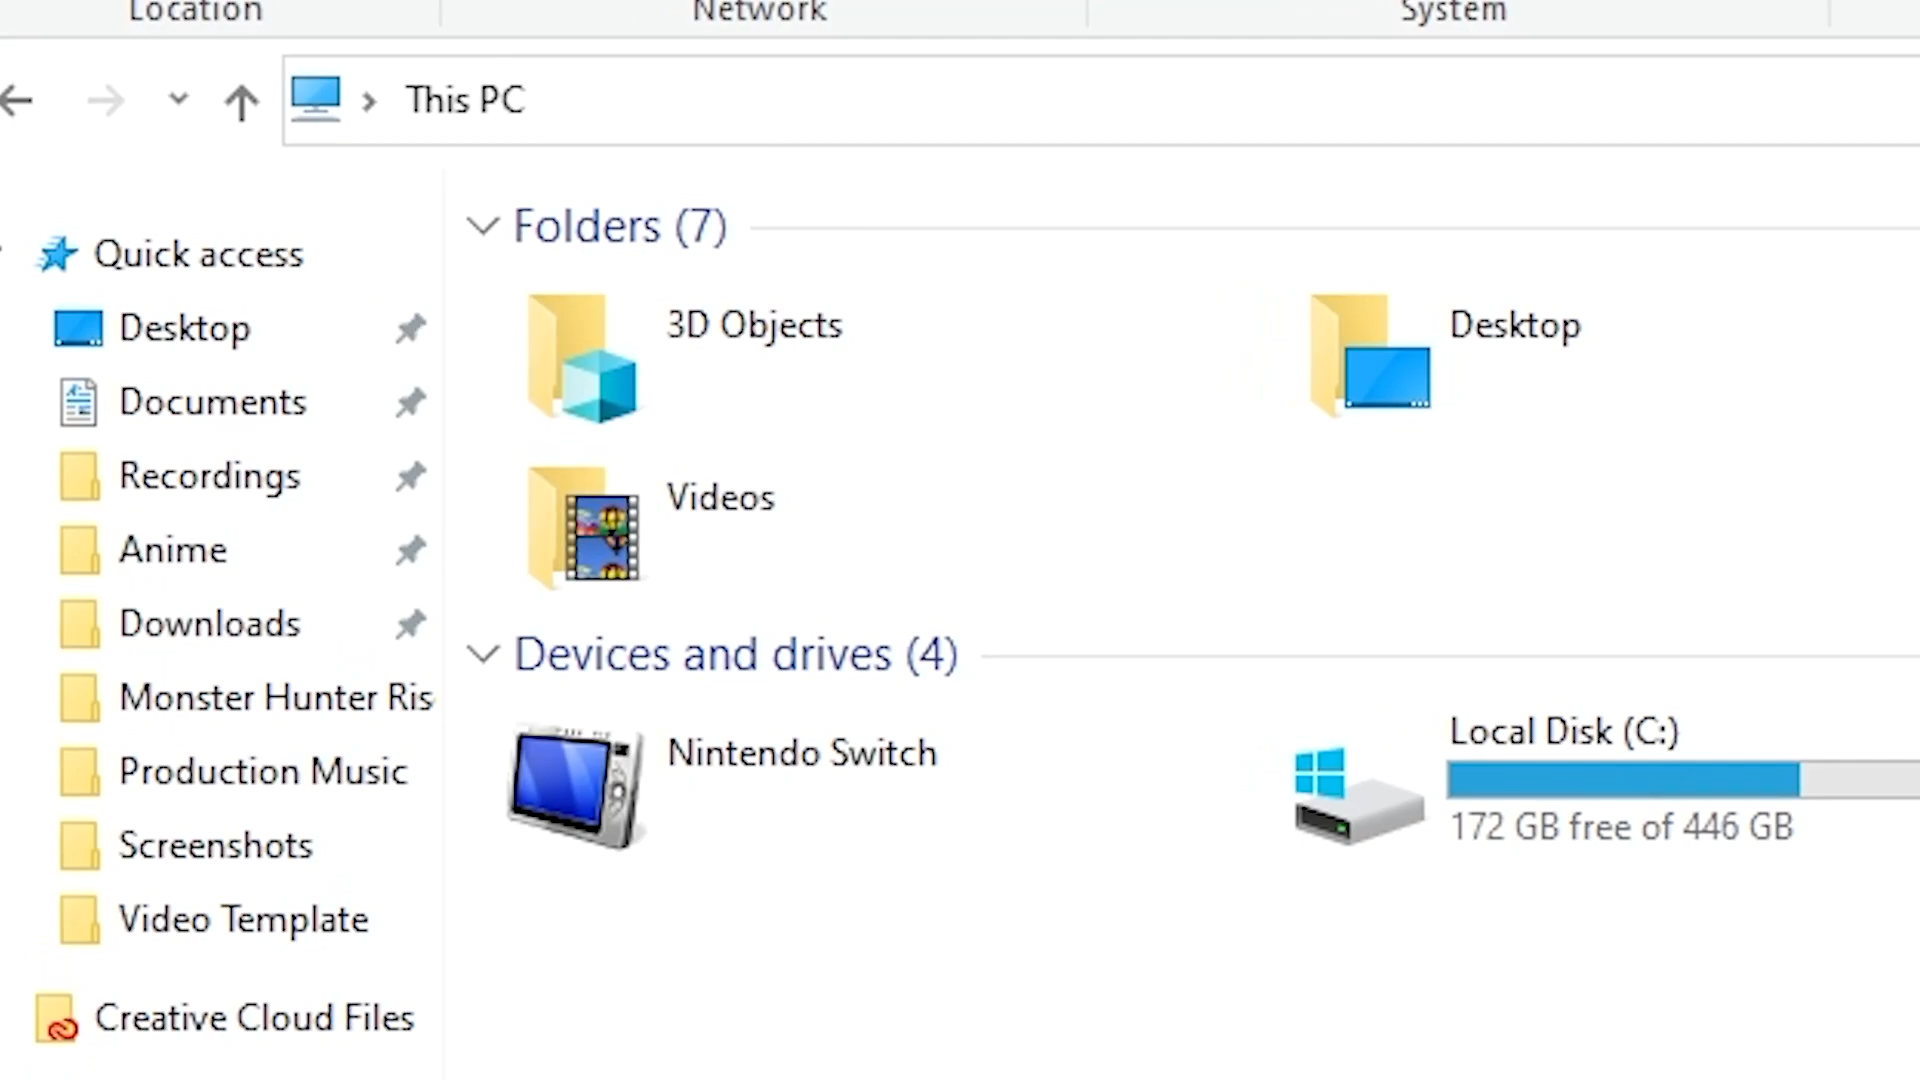 Location Network System
This PC
Quick access
Desktop
Documents
Recordings
Anime
Downloads
Monster Hunter Ris
Production Music
Screenshots
Video Template
Creative Cloud Files
Folders (7)
3D Objects
Desktop
Videos
Devices and drives (4)
Nintendo Switch
Local Disk (C:)
172 GB free of 446 GB